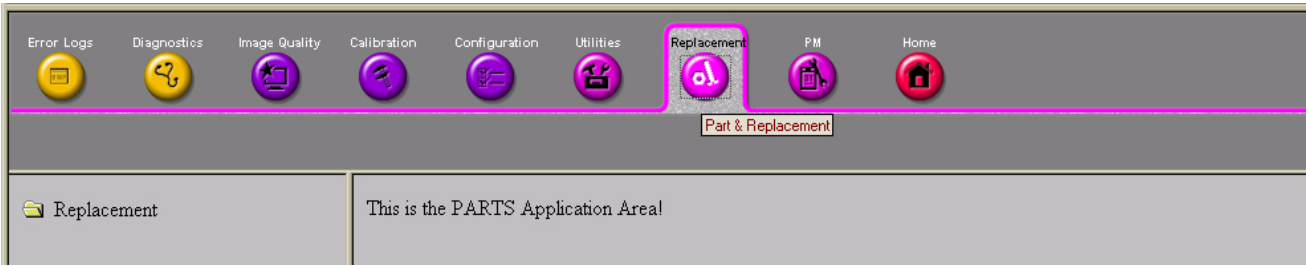 Error Logs Diagnostics Image Quality Calibration Configuration Utilities Replacement PM Home
Part & Replacement
Replacement
This is the PARTS Application Area!